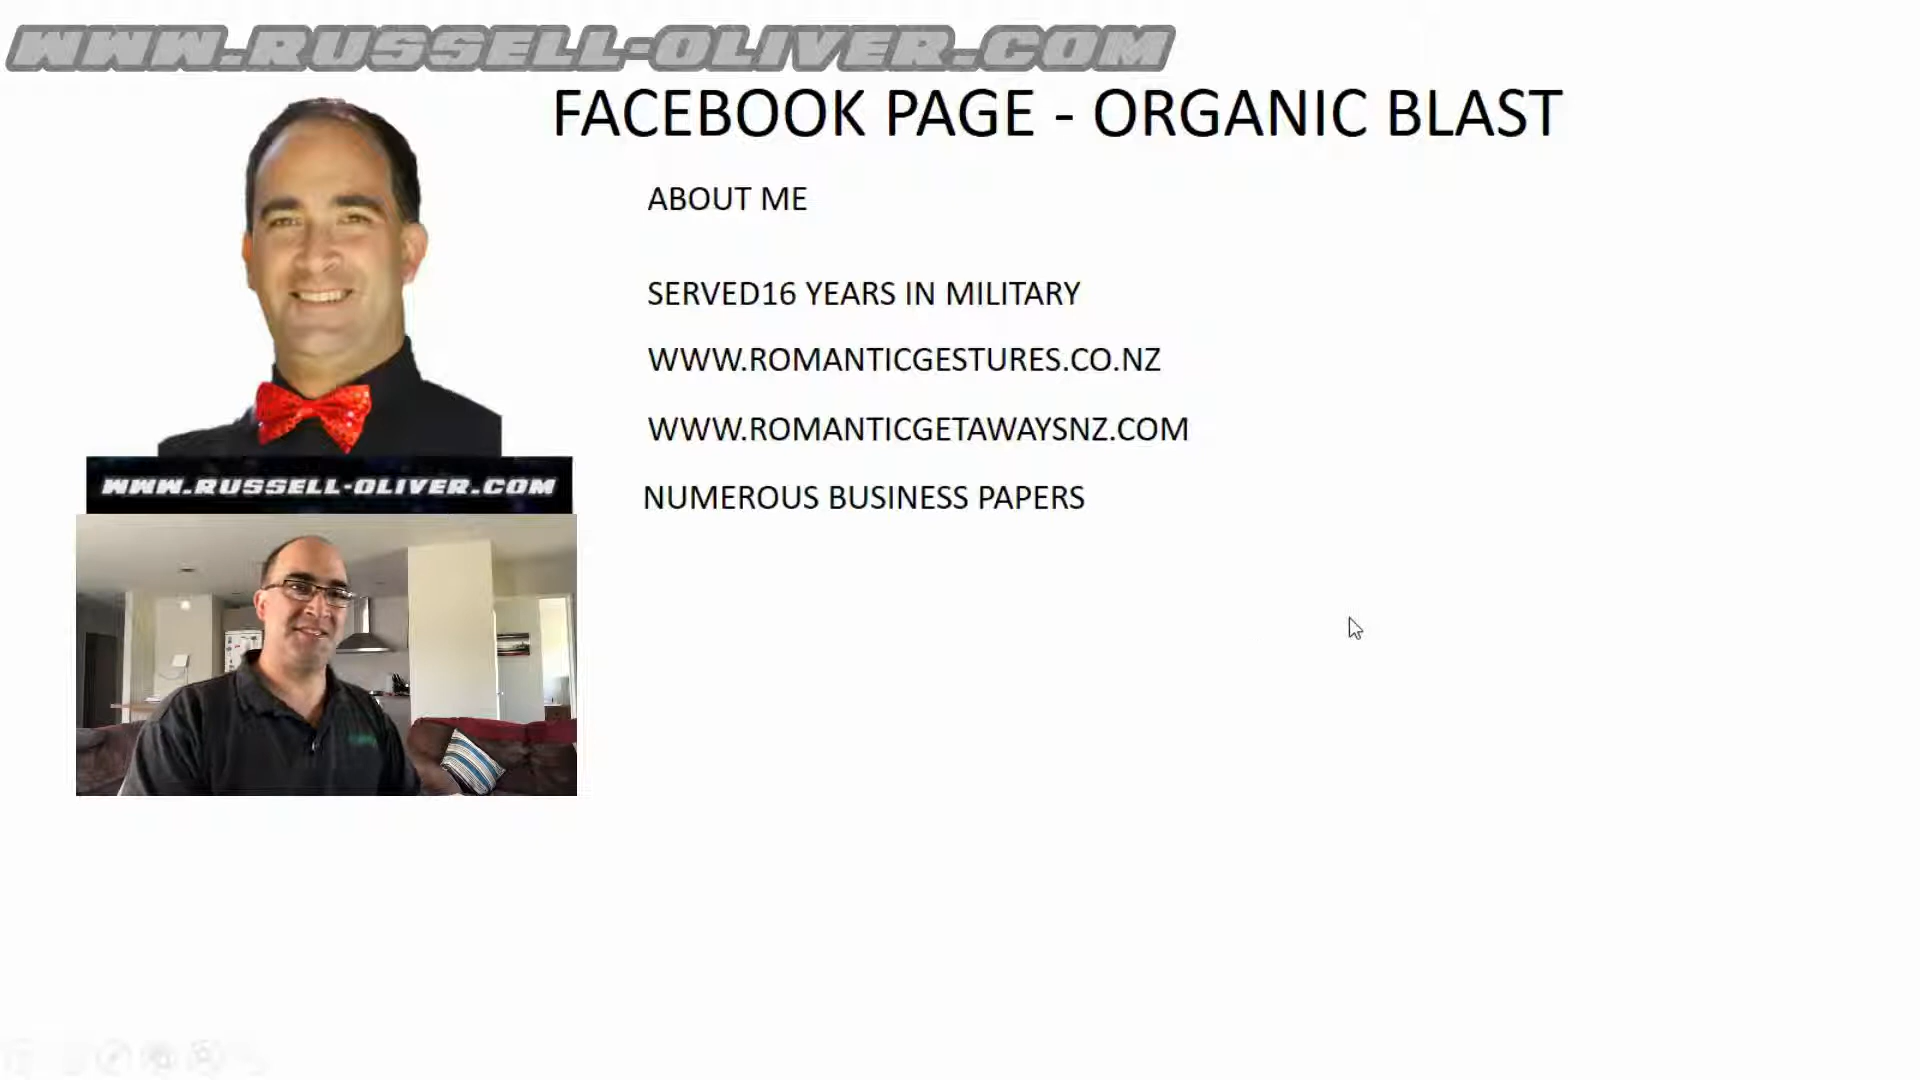 WWW.RUSSELL-OLIVER.COM
FACEBOOK PAGE - ORGANIC BLAST
ABOUT ME
SERVED16 YEARS IN MILITARY
WWW.ROMANTICGESTURES.CO.NZ
WWW.ROMANTICGETAWAYSNZ.COM
WWW.RUSSELL-OLIVER.COM
NUMEROUS BUSINESS PAPERS